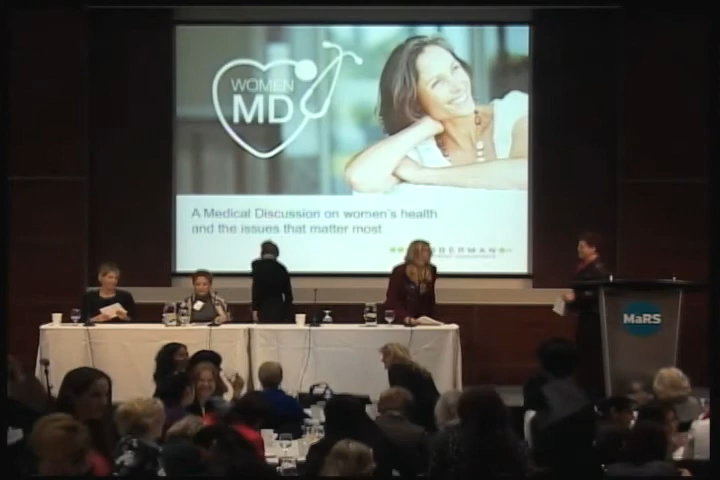 WOMEN
MD
A Medical Discussion on women's health
and the issues that matter most
MaRS